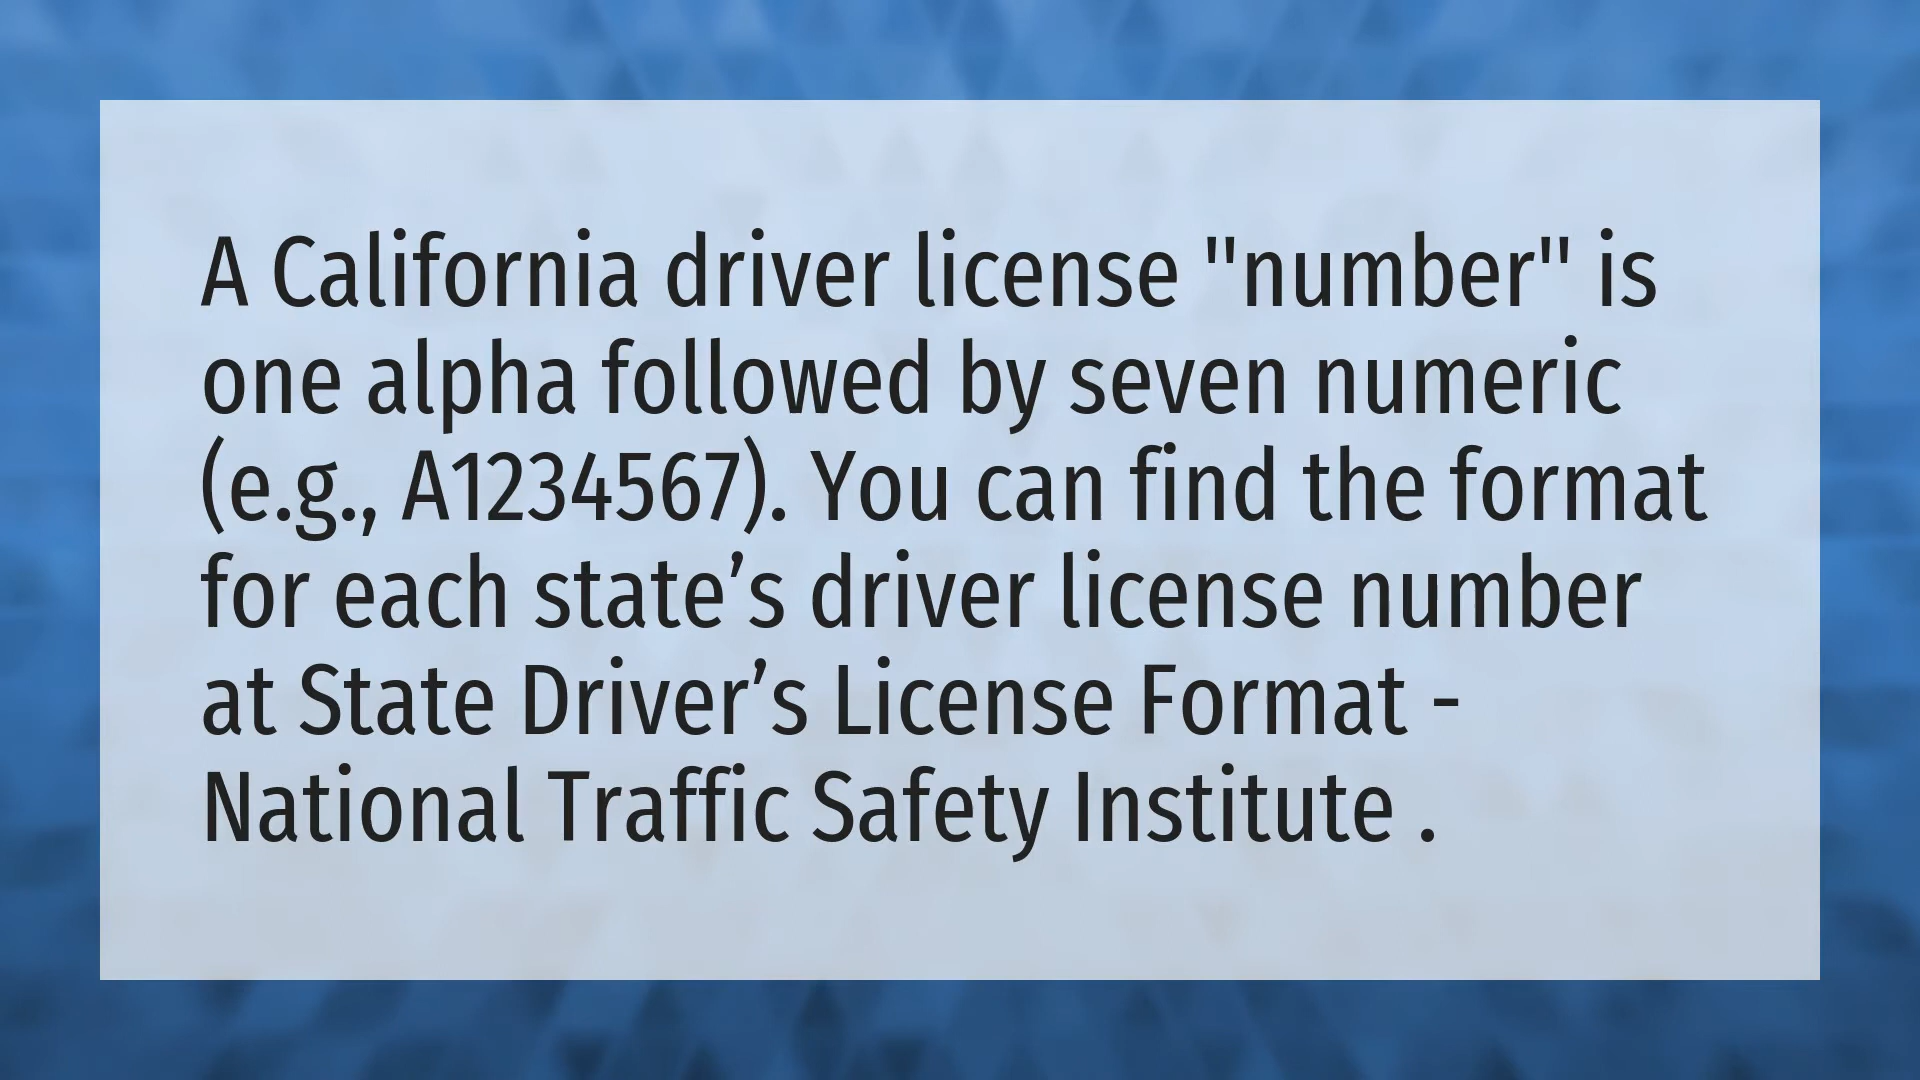 A California driver license "number" is
one alpha followed by seven numeric
(e.g., A1234567). You can find the format
for each state’s driver license number
at State Driver’s License Format -
National Traffic Safety Institute .